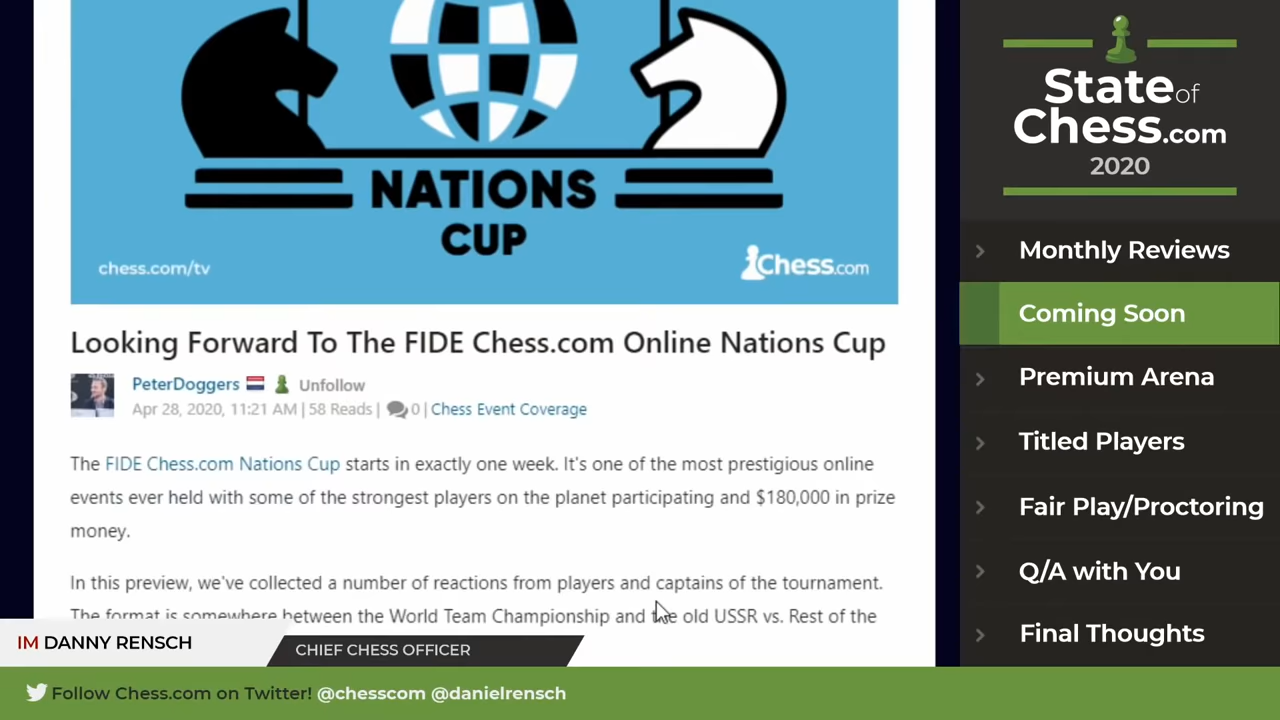 NATIONS
CUP
chess.com/tv
Chess.com
Looking Forward To The FIDE Chess.com Online Nations Cup
PeterDoggers Unfollow
Apr 28, 2020, 11:21 AM | 58 Reads | 0 | Chess Event Coverage
The FIDE Chess.com Nations Cup starts in exactly one week. It's one of the most prestigious online
events ever held with some of the strongest players on the planet participating and $180,000 in prize
money.
In this preview, we've collected a number of reactions from players and captains of the tournament.
The format is somewhere between the World Team Championship and the old USSR vs. Rest of the
IM DANNY RENSCH
CHIEF CHESS OFFICER
Follow Chess.com on Twitter! @chesscom @danielrensch
State of
Chess.com
2020
Monthly Reviews
Coming Soon
Premium Arena
Titled Players
Fair Play/Proctoring
Q/A with You
Final Thoughts